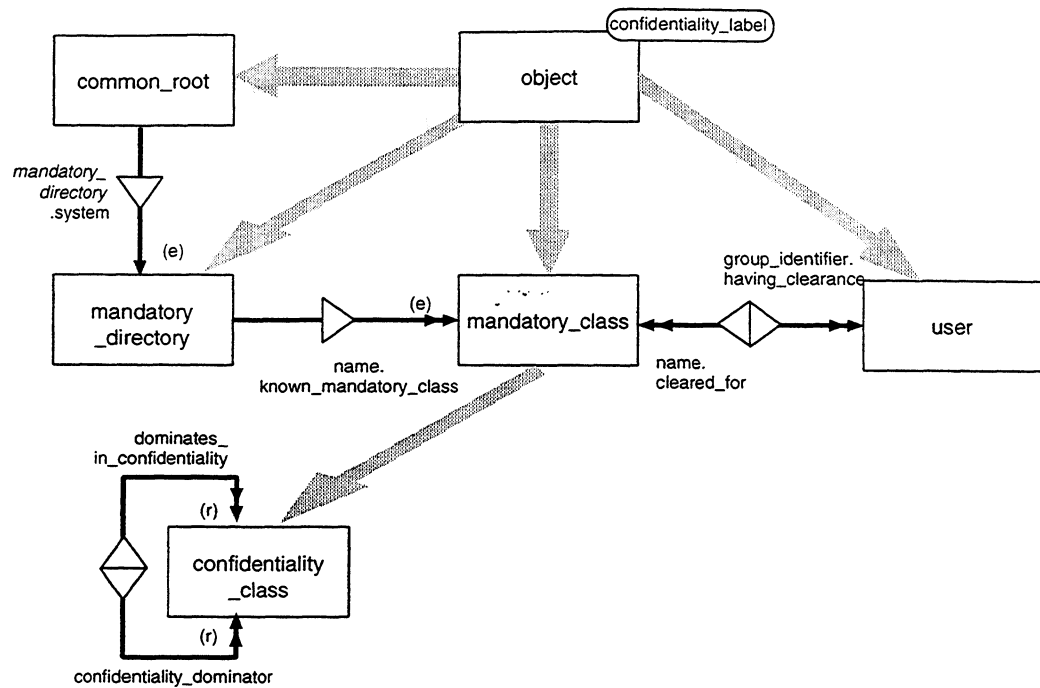 confidentiality_label
common_root
object
mandatory_
directory
.system
(e)
group_identifier.
having_clearance
mandatory
_directory
(e)
mandatory_class
user
name.
known_mandatory_class
name.
cleared_for
dominates_
in_confidentiality
(r)
confidentiality
_class
(r)
confidentiality_dominator